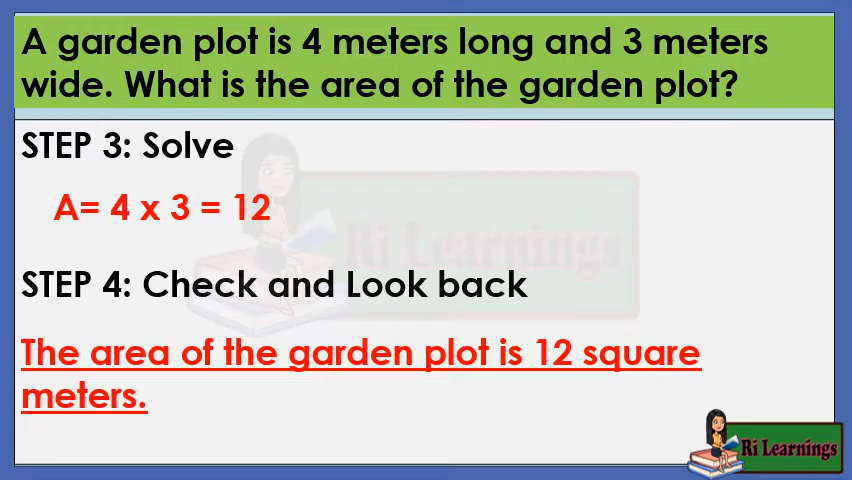 A garden plot is 4 meters long and 3 meters
wide. What is the area of the garden plot?
STEP 3: Solve
A= 4 x 3 = 12
Ri Learnings
STEP 4: Check and Look back
The area of the garden plot is 12 square
meters.
Ri Learnings